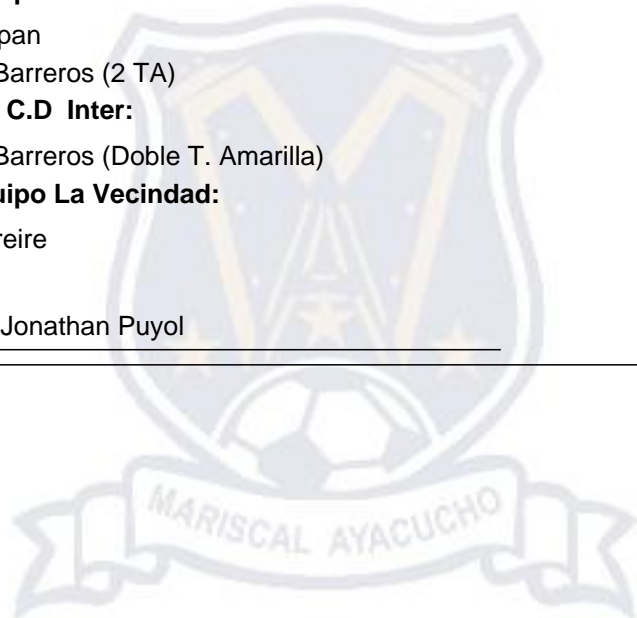 pan
Barreros (2 TA)
C.D Inter:
Barreros (Doble T. Amarilla)
uipo La Vecindad:
reire
Jonathan Puyol
MARISCAL AYACUCHO